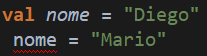 val nome = "Diego"
nome = "Mario"